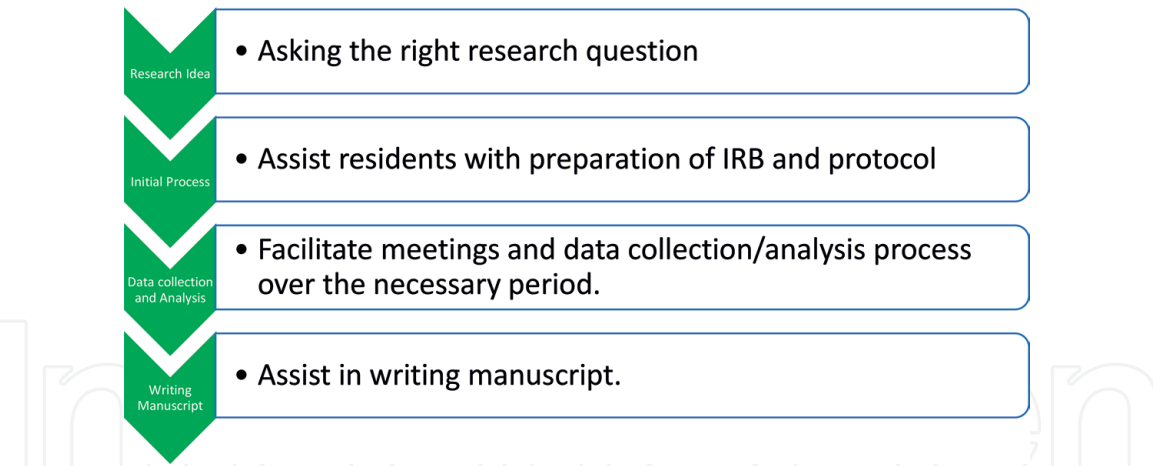 Research Idea
• Asking the right research question
Initial Process
• Assist residents with preparation of IRB and protocol
Data collection
and Analysis
• Facilitate meetings and data collection/analysis process
over the necessary period.
Writing
Manuscript
• Assist in writing manuscript.